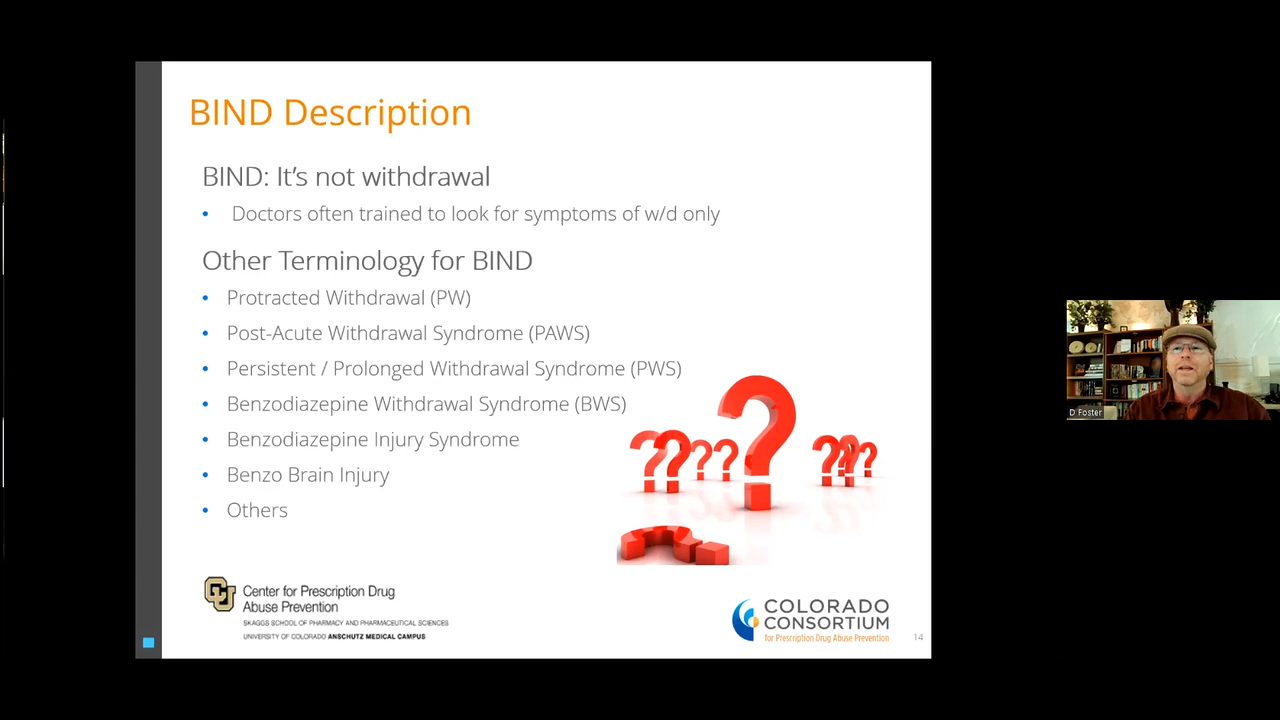 BIND Description
BIND: It's not withdrawal
• Doctors often trained to look for symptoms of w/d only
Other Terminology for BIND
• Protracted Withdrawal (PW)
• Post-Acute Withdrawal Syndrome (PAWS)
• Persistent / Prolonged Withdrawal Syndrome (PWS)
• Benzodiazepine Withdrawal Syndrome (BWS)
• Benzodiazepine Injury Syndrome
• Benzo Brain Injury
• Others
CU
Center for Prescription Drug
Abuse Prevention
SKAGGS SCHOOL OF PHARMACY AND PHARMACEUTICAL SCIENCES
UNIVERSITY OF COLORADO ANSCHUTZ MEDICAL CAMPUS
COLORADO
CONSORTIUM
for Prescription Drug Abuse Prevention
14
D Foster